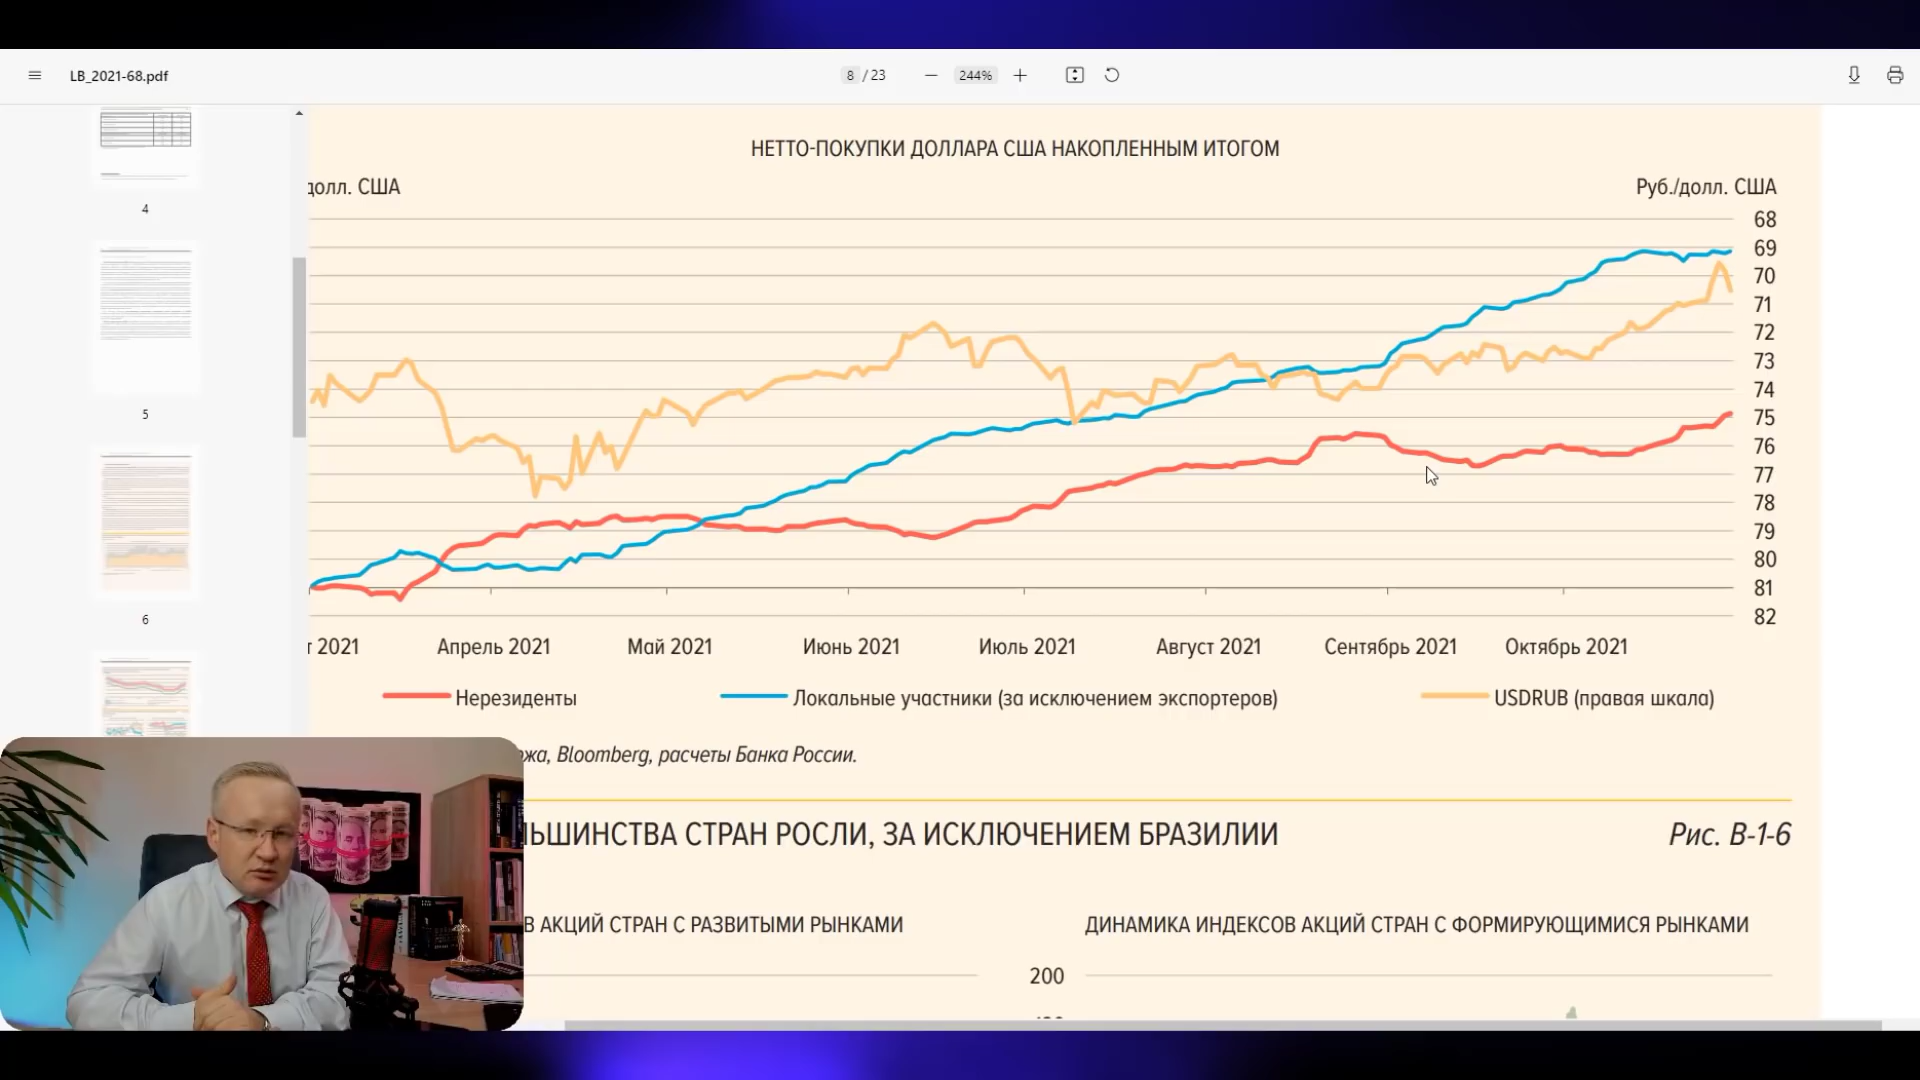 LB_2021-68.pdf
8 / 23
244%
4
5
6
НЕТТО-ПОКУПКИ ДОЛЛАРА США НАКОПЛЕННЫМ ИТОГОМ
долл. США
Руб./долл. США
68
69
70
71
72
73
74
75
76
77
78
79
80
81
82
т 2021
Апрель 2021
Май 2021
Июнь 2021
Июль 2021
Август 2021
Сентябрь 2021
Октябрь 2021
Нерезиденты
Локальные участники (за исключением экспортеров)
USDRUB (правая шкала)
жа, Bloomberg, расчеты Банка России.
ЬШИНСТВА СТРАН РОСЛИ, ЗА ИСКЛЮЧЕНИЕМ БРАЗИЛИИ
Рис. В-1-6
В АКЦИЙ СТРАН С РАЗВИТЫМИ РЫНКАМИ
ДИНАМИКА ИНДЕКСОВ АКЦИЙ СТРАН С ФОРМИРУЮЩИМИСЯ РЫНКАМИ
200